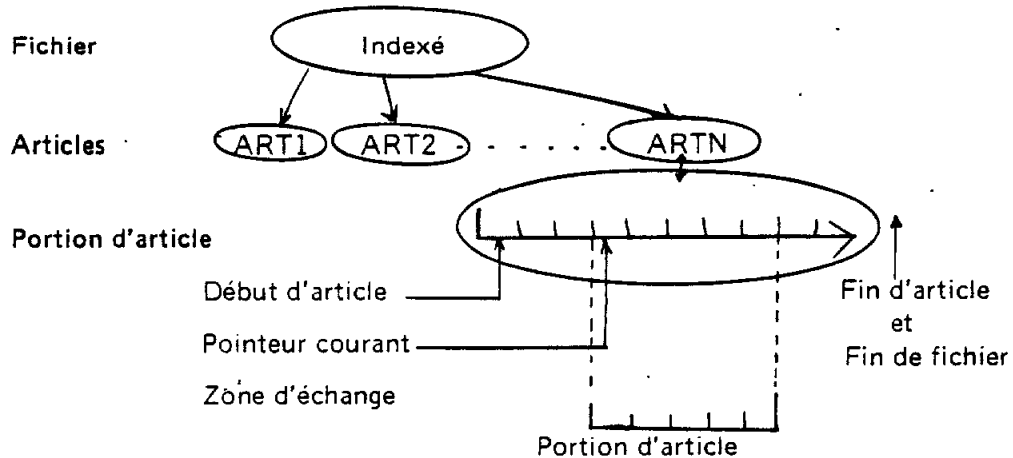 Fichier
Indexé
Articles
ART1
ART2
ARTN
Portion d'article
Début d'article
Fin d'article
et
Fin de fichier
Pointeur courant
Zone d'échange
Portion d'article